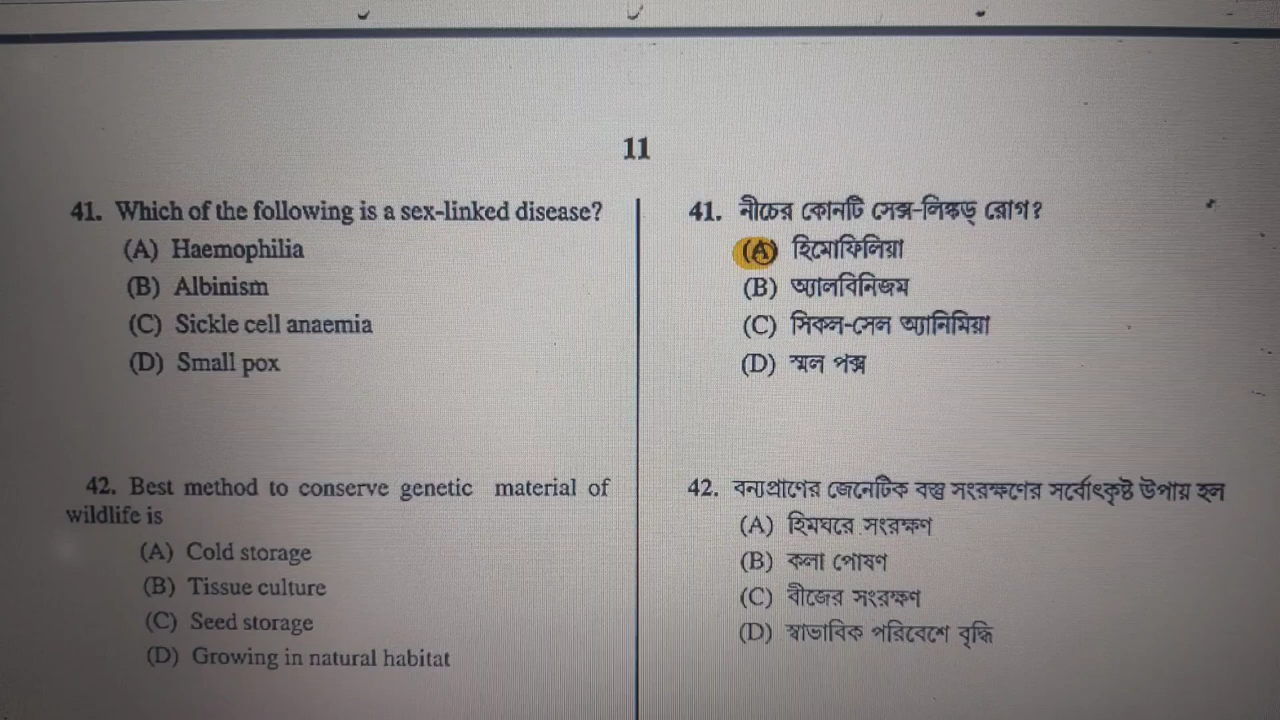 11
41. Which of the following is a sex-linked disease?
(A) Haemophilia
(B) Albinism
(C) Sickle cell anaemia
(D) Small pox
42. Best method to conserve genetic material of
wildlife is
(A) Cold storage
(B) Tissue culture
(C) Seed storage
(D) Growing in natural habitat
41. নীচের কোনটি সেক্স-লিঙ্কড্ রোগ?
(A) হিমোফিলিয়া
(B) অ্যালবিনিজম
(C) সিকল-সেল অ্যানিমিয়া
(D) স্মল পক্স
42. বন্যপ্রাণের জেনেটিক বস্তু সংরক্ষণের সর্বোৎকৃষ্ঠ উপায় হল
(A) হিমঘরে সংরক্ষণ
(B) কলা পোষণ
(C) বীজের সংরক্ষণ
(D) স্বাভাবিক পরিবেশে বৃদ্ধি